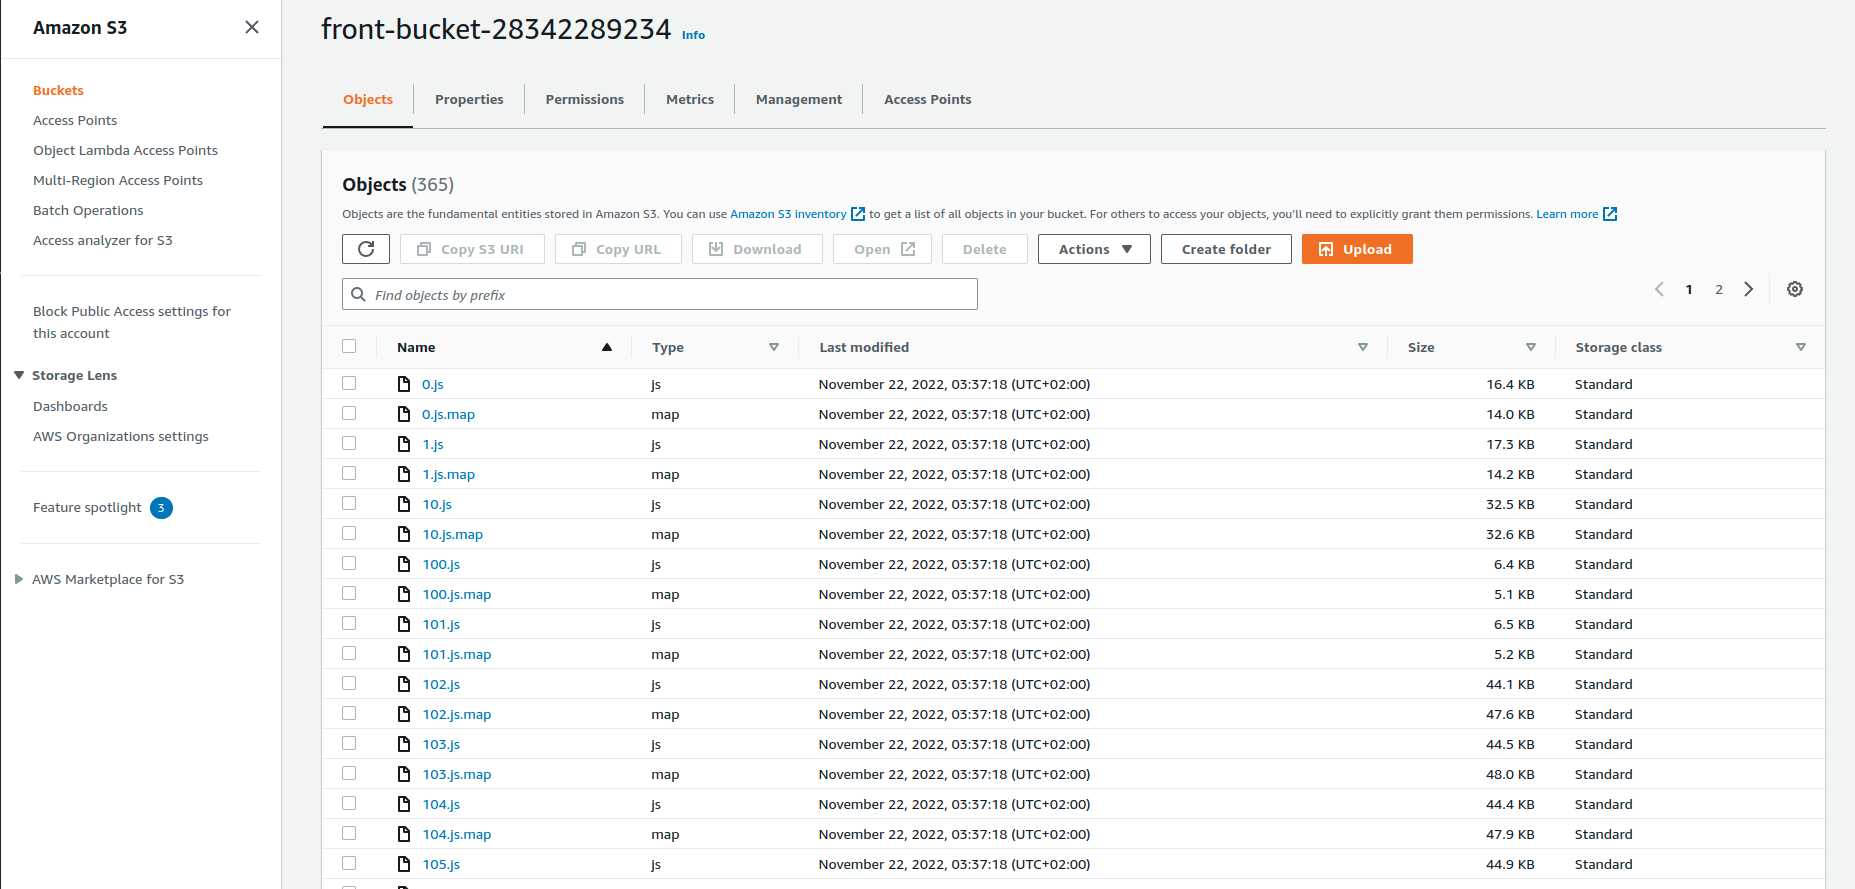 Amazon S3
Buckets
Access Points
Object Lambda Access Points
Multi-Region Access Points
Batch Operations
Access analyzer for S3
Block Public Access settings for
this account
Storage Lens
Dashboards
AWS Organizations settings
Feature spotlight 3
AWS Marketplace for S3
front-bucket-28342289234 Info
Objects Properties Permissions Metrics Management Access Points
Objects (365)
Objects are the fundamental entities stored in Amazon S3. You can use Amazon S3 inventory to get a list of all objects in your bucket. For others to access your objects, you'll need to explicitly grant them permissions. Learn more
Copy S3 URI Copy URL Download Open Delete Actions Create folder Upload
Find objects by prefix 1 2
Name Type Last modified Size Storage class
0.js js November 22, 2022, 03:37:18 (UTC+02:00) 16.4 KB Standard
0.js.map map November 22, 2022, 03:37:18 (UTC+02:00) 14.0 KB Standard
1.js js November 22, 2022, 03:37:18 (UTC+02:00) 17.3 KB Standard
1.js.map map November 22, 2022, 03:37:18 (UTC+02:00) 14.2 KB Standard
10.js js November 22, 2022, 03:37:18 (UTC+02:00) 32.5 KB Standard
10.js.map map November 22, 2022, 03:37:18 (UTC+02:00) 32.6 KB Standard
100.js js November 22, 2022, 03:37:18 (UTC+02:00) 6.4 KB Standard
100.js.map map November 22, 2022, 03:37:18 (UTC+02:00) 5.1 KB Standard
101.js js November 22, 2022, 03:37:18 (UTC+02:00) 6.5 KB Standard
101.js.map map November 22, 2022, 03:37:18 (UTC+02:00) 5.2 KB Standard
102.js js November 22, 2022, 03:37:18 (UTC+02:00) 44.1 KB Standard
102.js.map map November 22, 2022, 03:37:18 (UTC+02:00) 47.6 KB Standard
103.js js November 22, 2022, 03:37:18 (UTC+02:00) 44.5 KB Standard
103.js.map map November 22, 2022, 03:37:18 (UTC+02:00) 48.0 KB Standard
104.js js November 22, 2022, 03:37:18 (UTC+02:00) 44.4 KB Standard
104.js.map map November 22, 2022, 03:37:18 (UTC+02:00) 47.9 KB Standard
105.js js November 22, 2022, 03:37:18 (UTC+02:00) 44.9 KB Standard